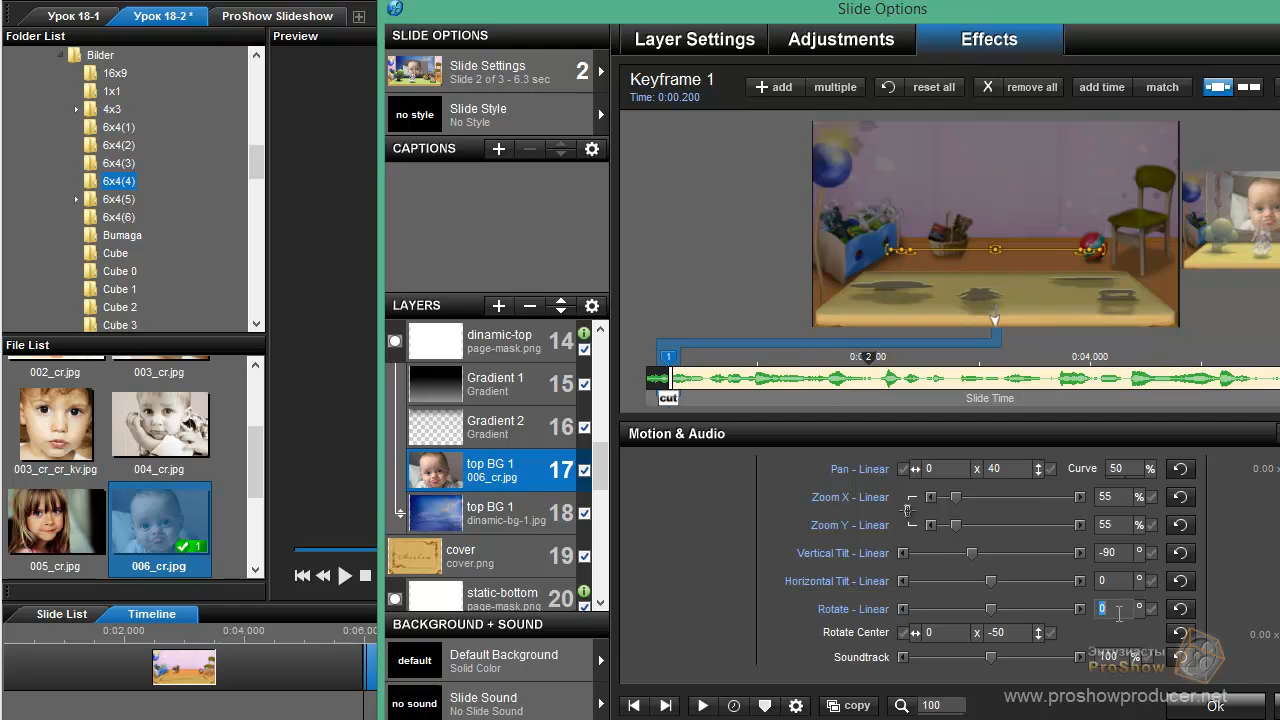 Slide Options
Урок 18-1
Урок 18-2 *
ProShow Slideshow
Folder List
Preview
Bilder
16x9
1x1
4x3
6x4(1)
6x4(2)
6x4(3)
6x4(4)
6x4(5)
6x4(6)
Bumaga
Cube
Cube 0
Cube 1
Cube 2
Cube 3
File List
002_cr.jpg
003_cr.jpg
003_cr_cr_kv.jpg
004_cr.jpg
005_cr.jpg
1
006_cr.jpg
Slide List
Timeline
0:02.000
0:04.000
0:06.0
SLIDE OPTIONS
Slide Settings
Slide 2 of 3 - 6.3 sec
2
no style
Slide Style
No Style
CAPTIONS
LAYERS
dinamic-top
page-mask.png
14
Gradient 1
Gradient
15
Gradient 2
Gradient
16
top BG 1
006_cr.jpg
17
top BG 1
dinamic-bg-1.jpg
18
cover
cover.png
19
static-bottom
page-mask.png
20
BACKGROUND + SOUND
default
Default Background
Solid Color
no sound
Slide Sound
No Slide Sound
Layer Settings
Adjustments
Effects
Keyframe 1
Time: 0:00.200
add
multiple
reset all
X remove all
add time
match
1
2
0:04.000
cut
Slide Time
Motion & Audio
Pan - Linear 0 x 40 Curve 50 %
0.00 x
Zoom X - Linear 55 %
Zoom Y - Linear 55 %
Vertical Tilt - Linear -90 °
Horizontal Tilt - Linear 0 °
Rotate - Linear 0 °
Rotate Center 0 x -50
0.00 x
Soundtrack 100 %
Энтузиасты
ProShow
www.proshowproducer.net
copy
100
Ok